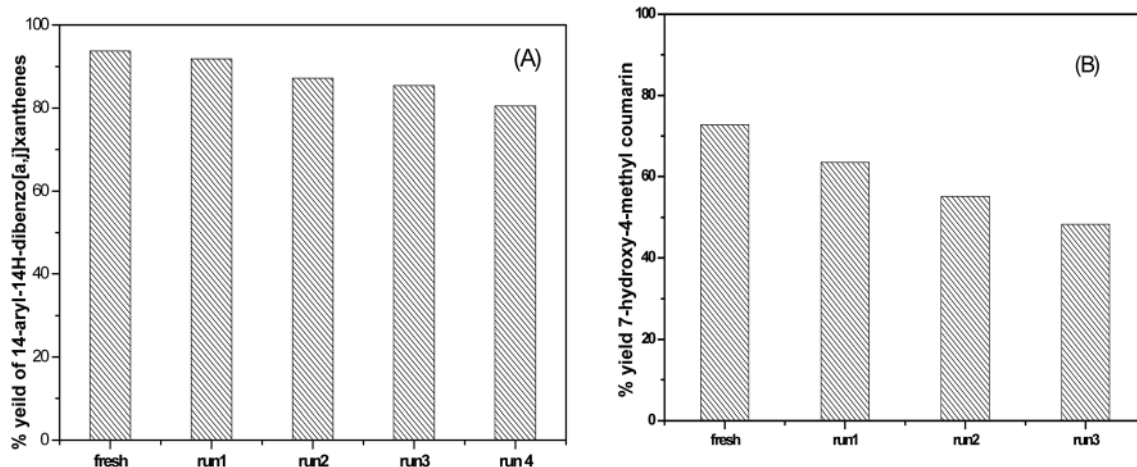 % yeild of 14-aryl-14H-dibenzo[a,j]xanthenes
100
80
60
40
20
0
(A)
fresh run1 run2 run3 run 4
% yield 7-hydroxy-4-methyl coumarin
100
80
60
40
20
0
(B)
fresh run1 run2 run3